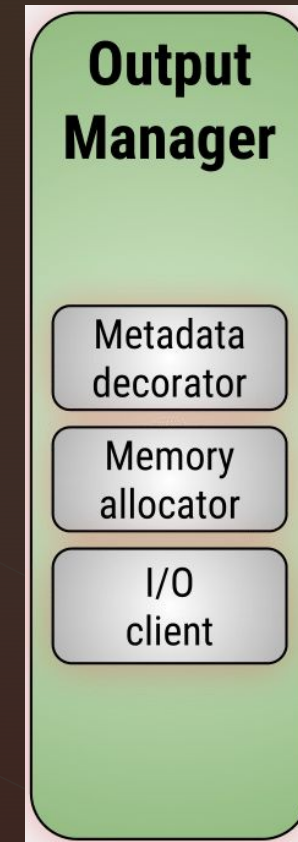 Output
Manager
Metadata
decorator
Memory
allocator
I/O
client